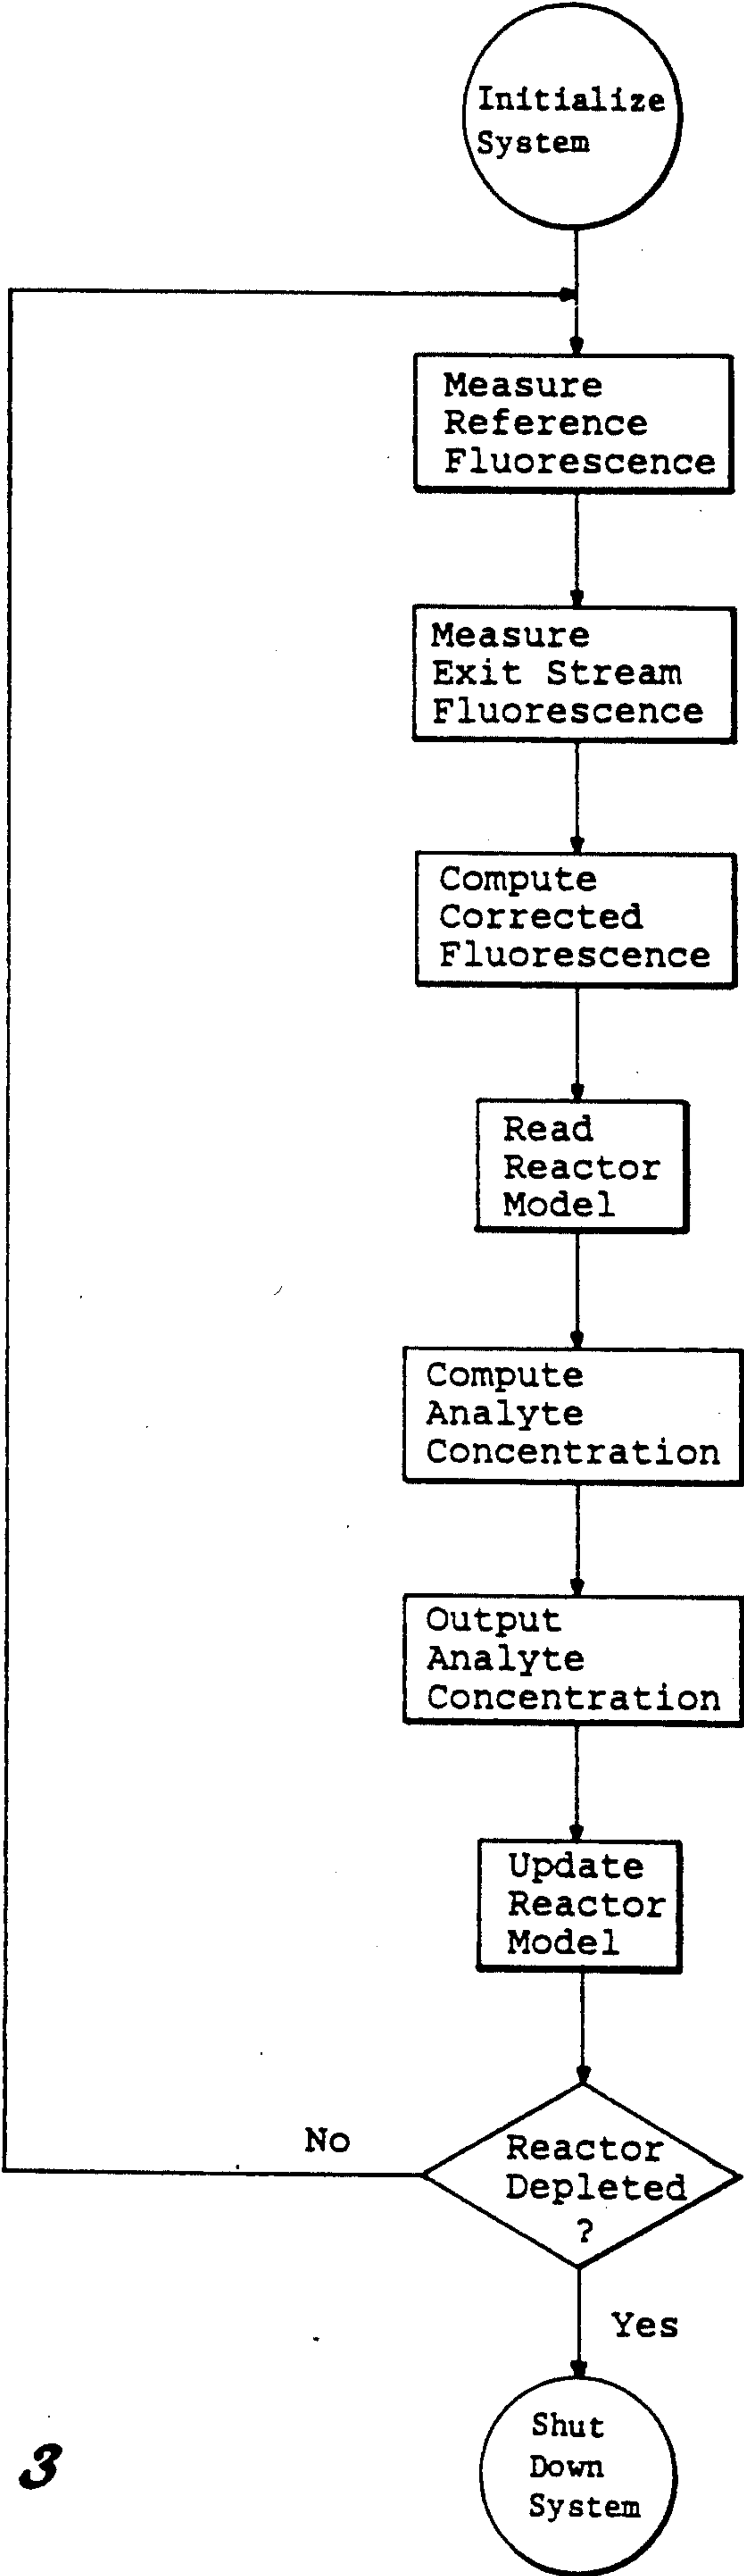 Initialize
System
Measure
Reference
Fluorescence
Measure
Exit Stream
Fluorescence
Compute
Corrected
Fluorescence
Read
Reactor
Model
Compute
Analyte
Concentration
Output
Analyte
Concentration
Update
Reactor
Model
No
Reactor
Depleted
?
Yes
Shut
Down
System
3